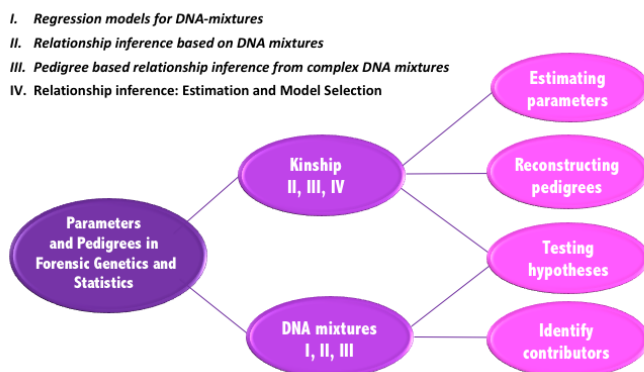 I. Regression models for DNA-mixtures
II. Relationship inference based on DNA mixtures
III. Pedigree based relationship inference from complex DNA mixtures
IV. Relationship inference: Estimation and Model Selection
Estimating
parameters
Kinship
II, III, IV
Reconstructing
pedigrees
Parameters
and Pedigrees in
Forensic Genetics and
Statistics
Testing
hypotheses
DNA mixtures
I, II, III
Identify
contributors